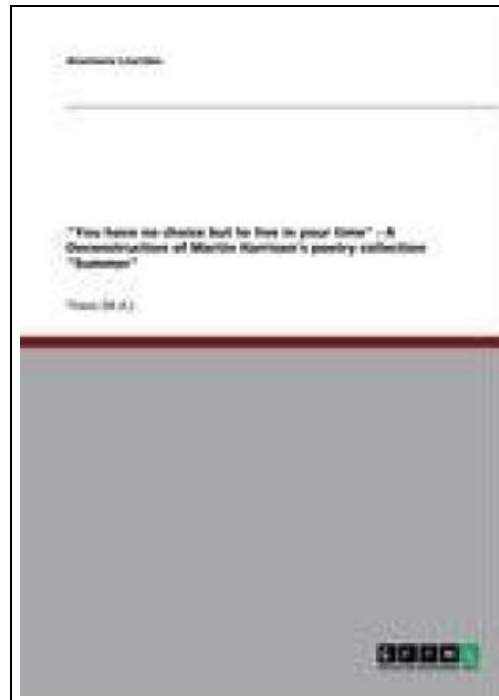 "You have no choice but to live in your time" - A
Deconstruction of Martin Harrison's poetry collection
"Summer"
Thesis (M.A.)